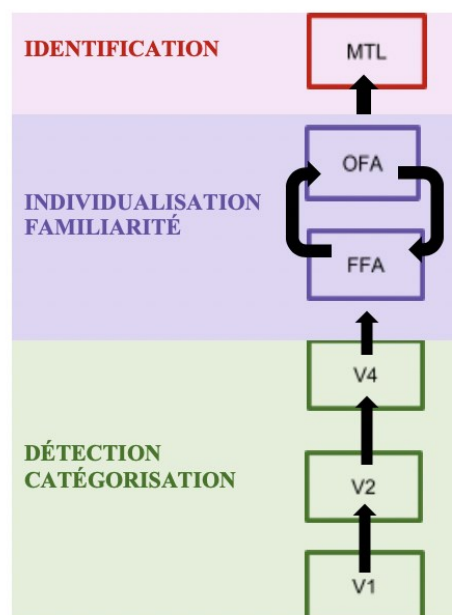 IDENTIFICATION
MTL
OFA
INDIVIDUALISATION
FAMILIARITÉ
FFA
V4
DÉTECTION
CATÉGORISATION
V2
V1